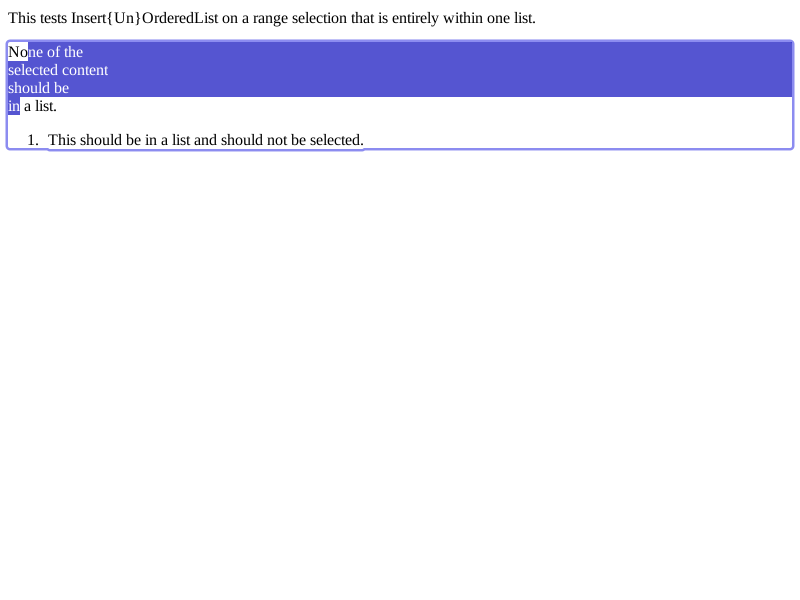 This tests Insert{Un}OrderedList on a range selection that is entirely within one list.
None of the
selected content
should be
in a list.
1. This should be in a list and should not be selected.